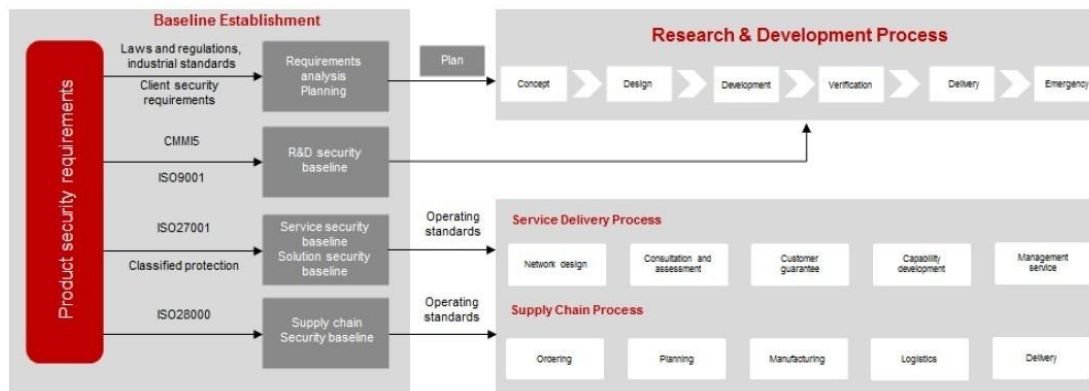 Baseline Establishment
Product security requirements
Laws and regulations,
industrial standards
Client security
requirements
Requirements
analysis
Planning
Plan
CMMI5
ISO9001
R&D security
baseline
ISO27001
Classified protection
Service security
baseline
Solution security
baseline
Operating
standards
ISO28000
Supply chain
Security baseline
Operating
standards
Research & Development Process
Concept
Design
Development
Verification
Delivery
Emergency
Service Delivery Process
Network design
Consultation and
assessment
Customer
guarantee
Capability
development
Management
service
Supply Chain Process
Ordering
Planning
Manufacturing
Logistics
Delivery